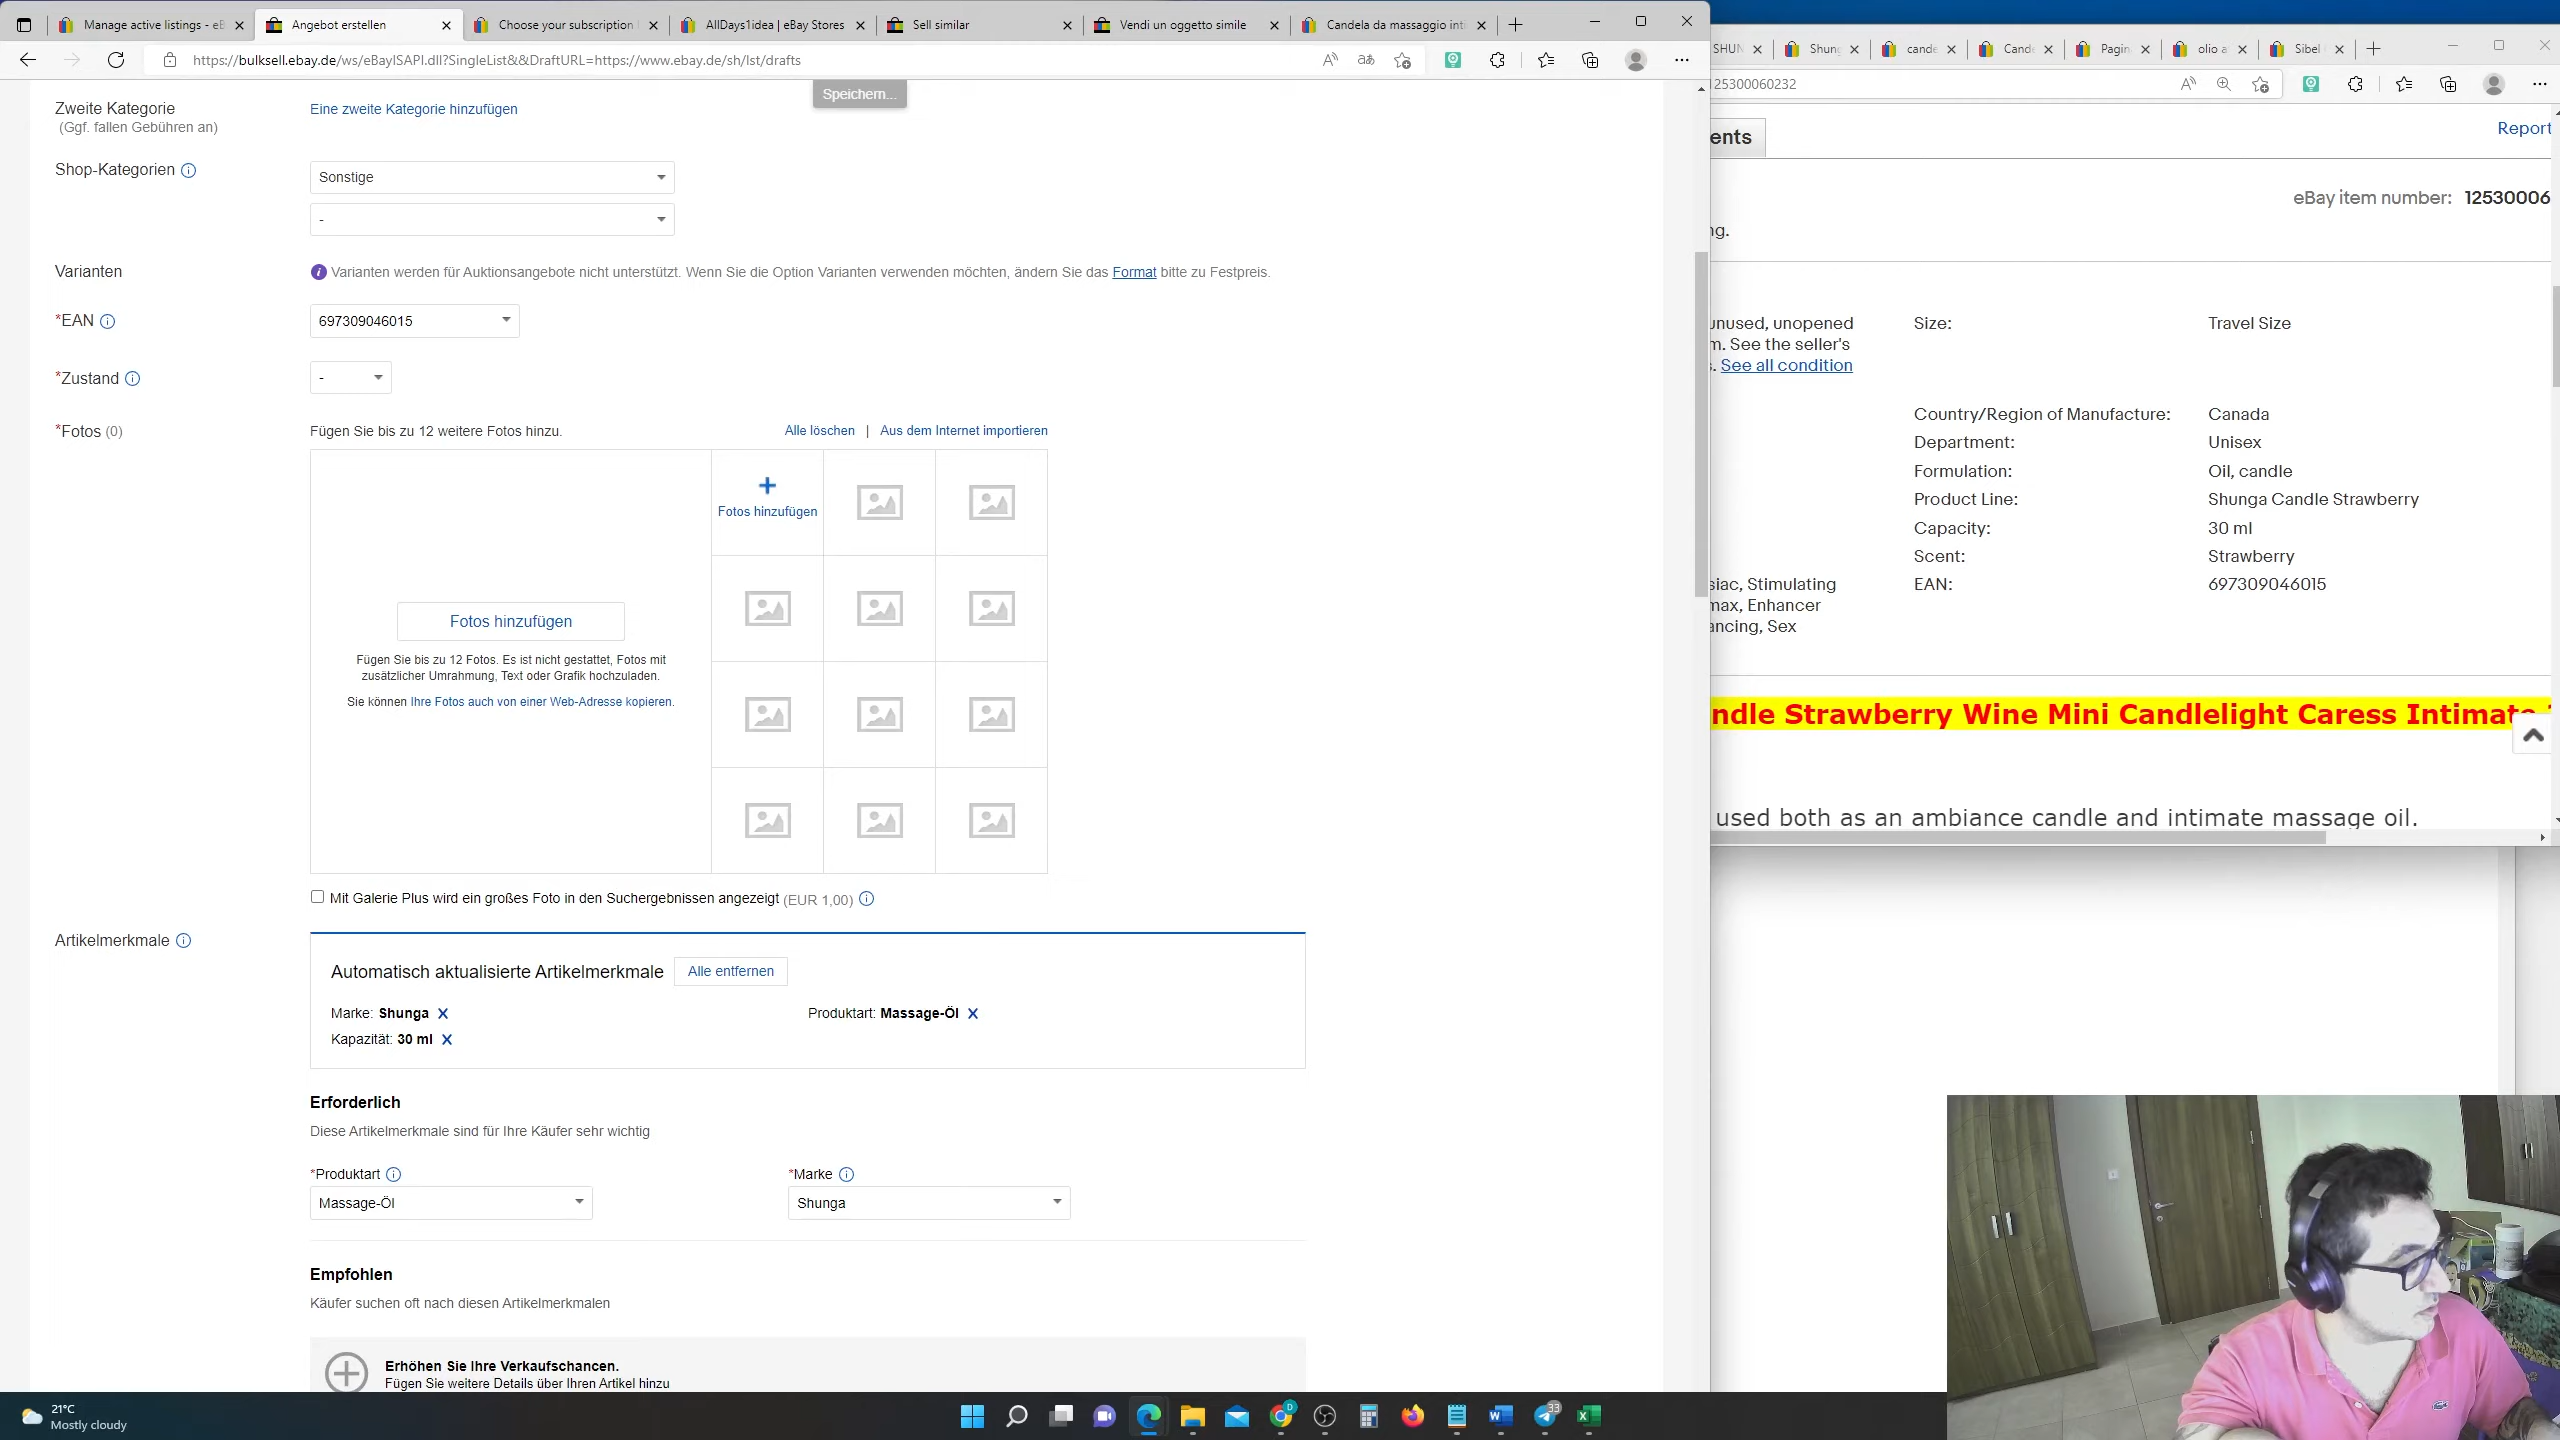 Manage active listings - eB
Angebot erstellen
Choose your subscription
AllDays1idea | eBay Stores
Sell similar
Vendi un oggetto simile
Candela da massaggio inti
SHUN
Shung
cande
Cande
Pagin
olio a
Sibel
https://bulksell.ebay.de/ws/eBayISAPI.dll?SingleList&&DraftURL=https://www.ebay.de/sh/lst/drafts
125300060232
Speichern...
Zweite Kategorie
(Ggf. fallen Gebühren an)
Eine zweite Kategorie hinzufügen
Shop-Kategorien
Sonstige
-
Varianten
Varianten werden für Auktionsangebote nicht unterstützt. Wenn Sie die Option Varianten verwenden möchten, ändern Sie das Format bitte zu Festpreis.
*EAN
697309046015
*Zustand
-
*Fotos (0)
Fügen Sie bis zu 12 weitere Fotos hinzu.
Alle löschen | Aus dem Internet importieren
Fotos hinzufügen
Fotos hinzufügen
Fügen Sie bis zu 12 Fotos. Es ist nicht gestattet, Fotos mit
zusätzlicher Umrahmung, Text oder Grafik hochzuladen.
Sie können Ihre Fotos auch von einer Web-Adresse kopieren.
Mit Galerie Plus wird ein großes Foto in den Suchergebnissen angezeigt (EUR 1,00)
Artikelmerkmale
Automatisch aktualisierte Artikelmerkmale
Alle entfernen
Marke: Shunga X
Produktart: Massage-Öl X
Kapazität: 30 ml X
Erforderlich
Diese Artikelmerkmale sind für Ihre Käufer sehr wichtig
*Produktart
*Marke
Massage-Öl
Shunga
Empfohlen
Käufer suchen oft nach diesen Artikelmerkmalen
Erhöhen Sie Ihre Verkaufschancen.
Fügen Sie weitere Details über Ihren Artikel hinzu
ents
Report
eBay item number: 12530006
ng.
unused, unopened
m. See the seller's
s. See all condition
Size: Travel Size
Country/Region of Manufacture: Canada
Department: Unisex
Formulation: Oil, candle
Product Line: Shunga Candle Strawberry
Capacity: 30 ml
Scent: Strawberry
EAN: 697309046015
siac, Stimulating
max, Enhancer
ancing, Sex
ndle Strawberry Wine Mini Candlelight Caress Intimate
used both as an ambiance candle and intimate massage oil.
21°C
Mostly cloudy
33